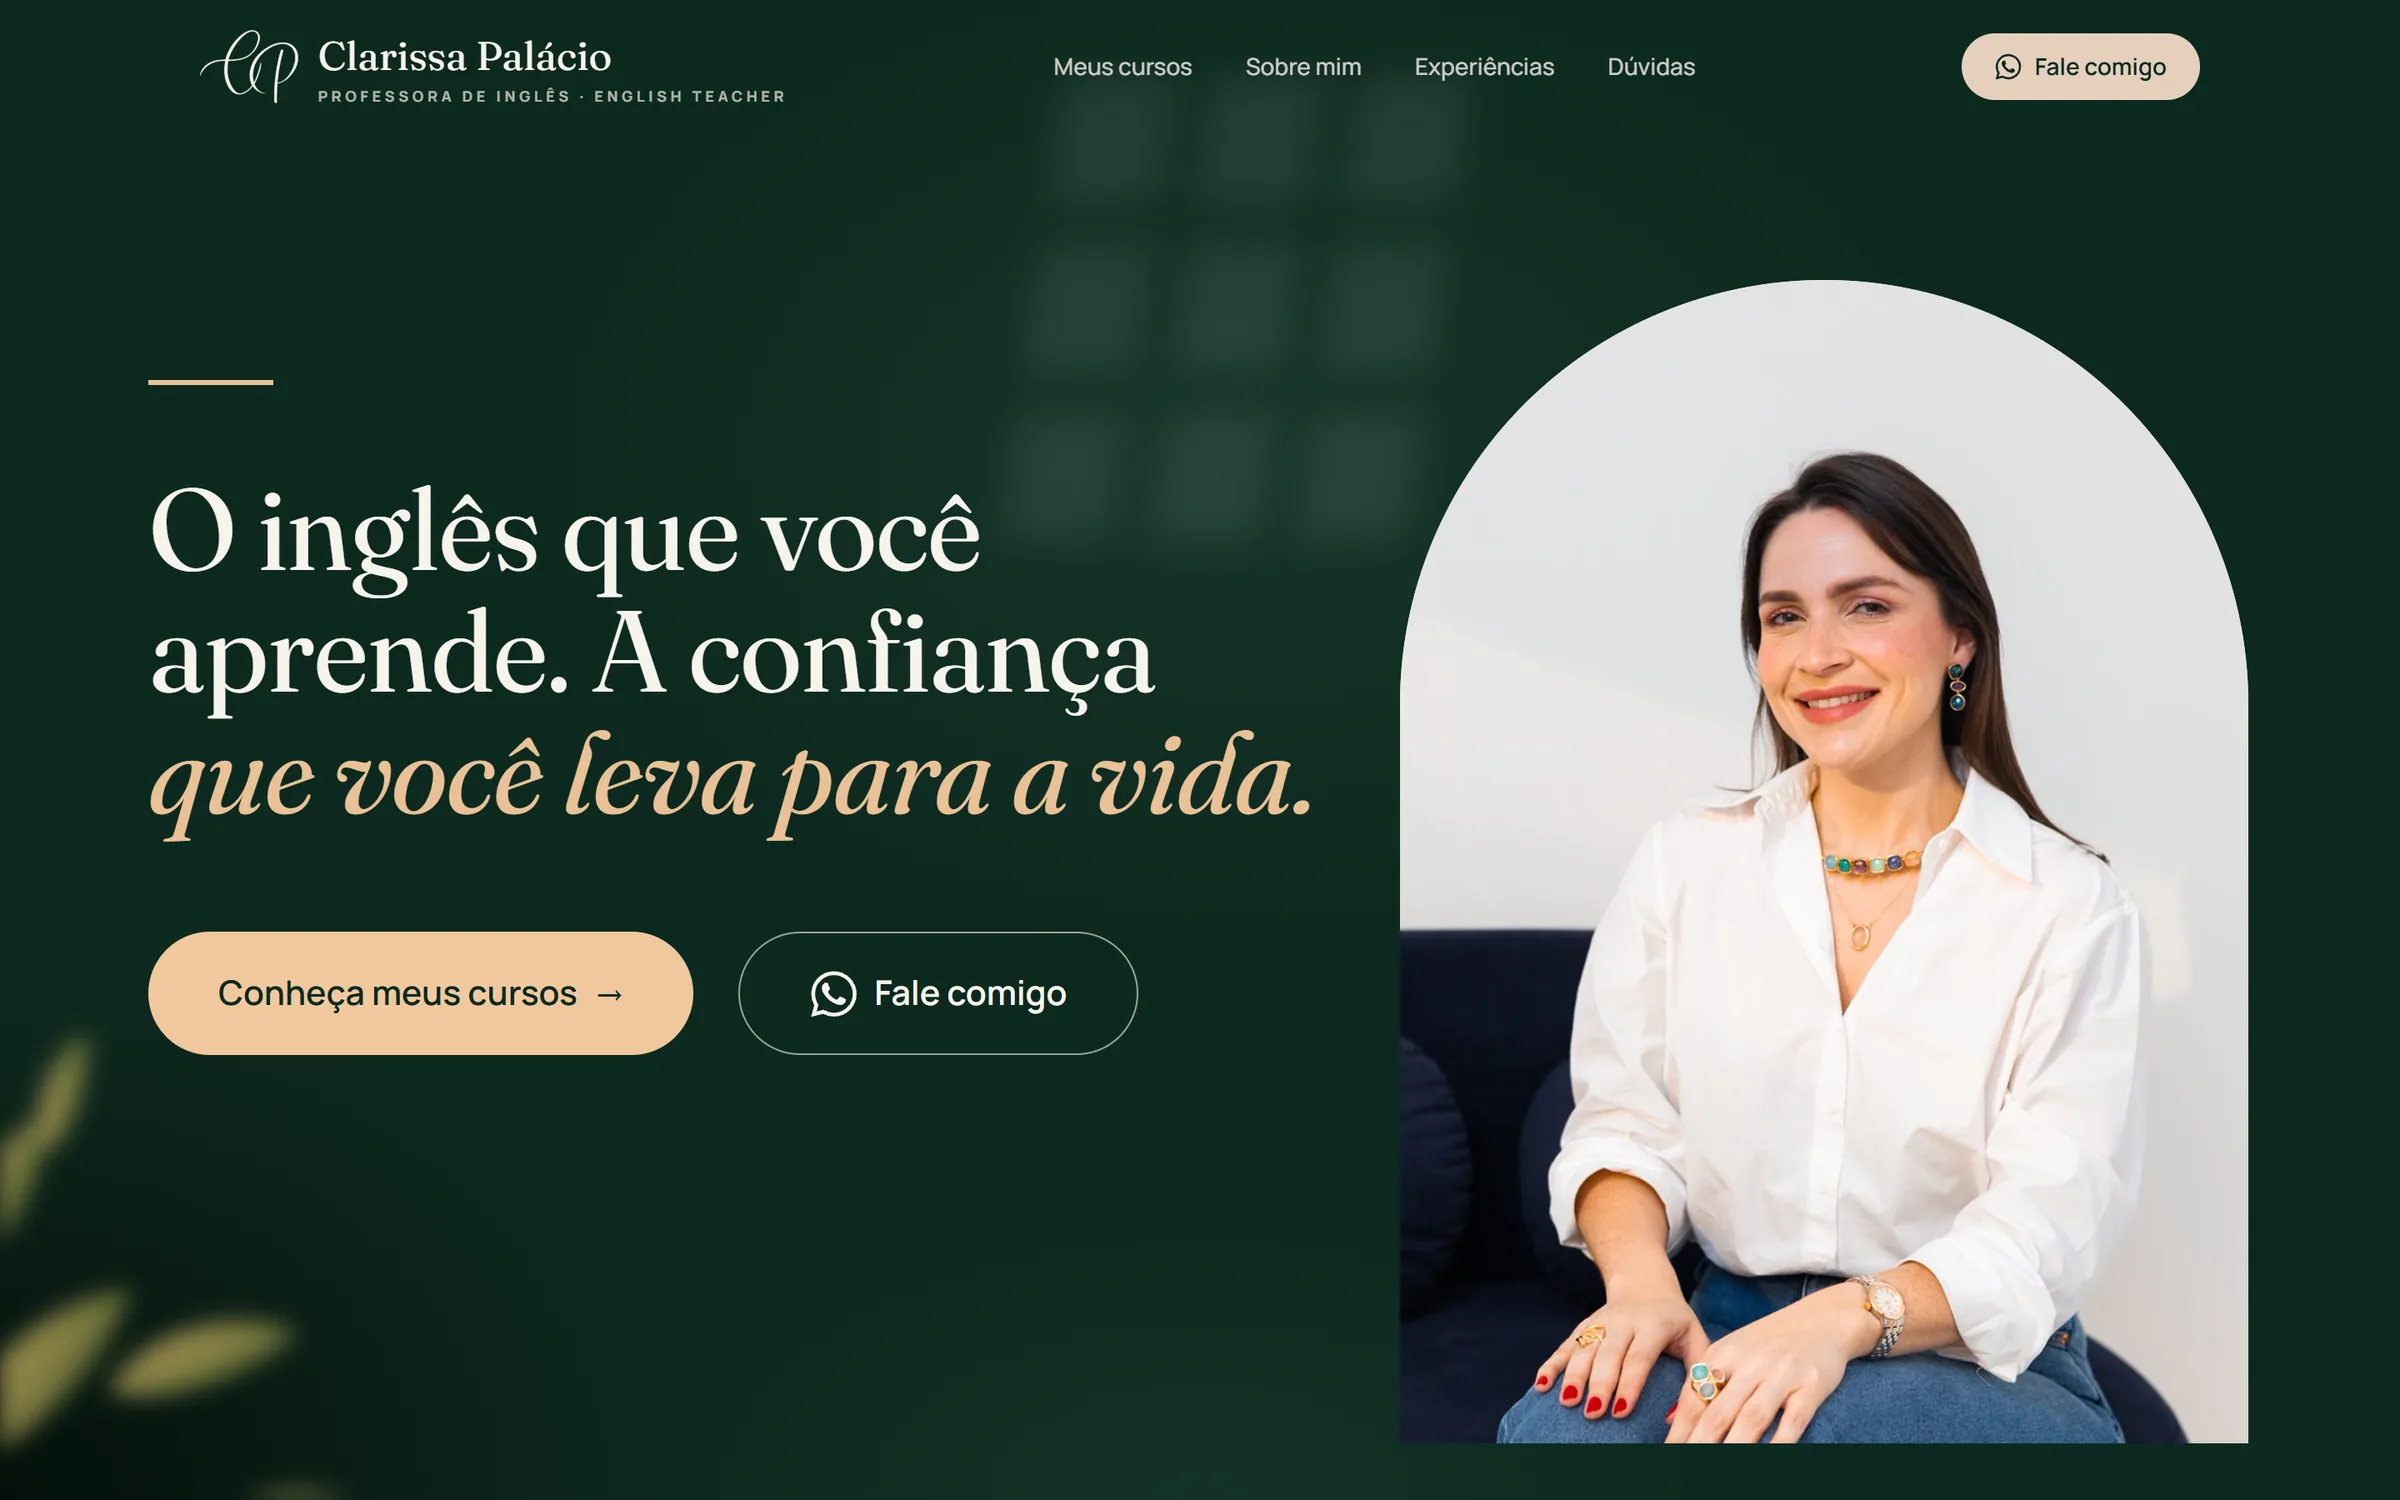 CP Clarissa Palácio
PROFESSORA DE INGLÊS · ENGLISH TEACHER
Meus cursos
Sobre mim
Experiências
Dúvidas
Fale comigo
O inglês que você
aprende. A confiança
que você leva para a vida.
Conheça meus cursos →
Fale comigo